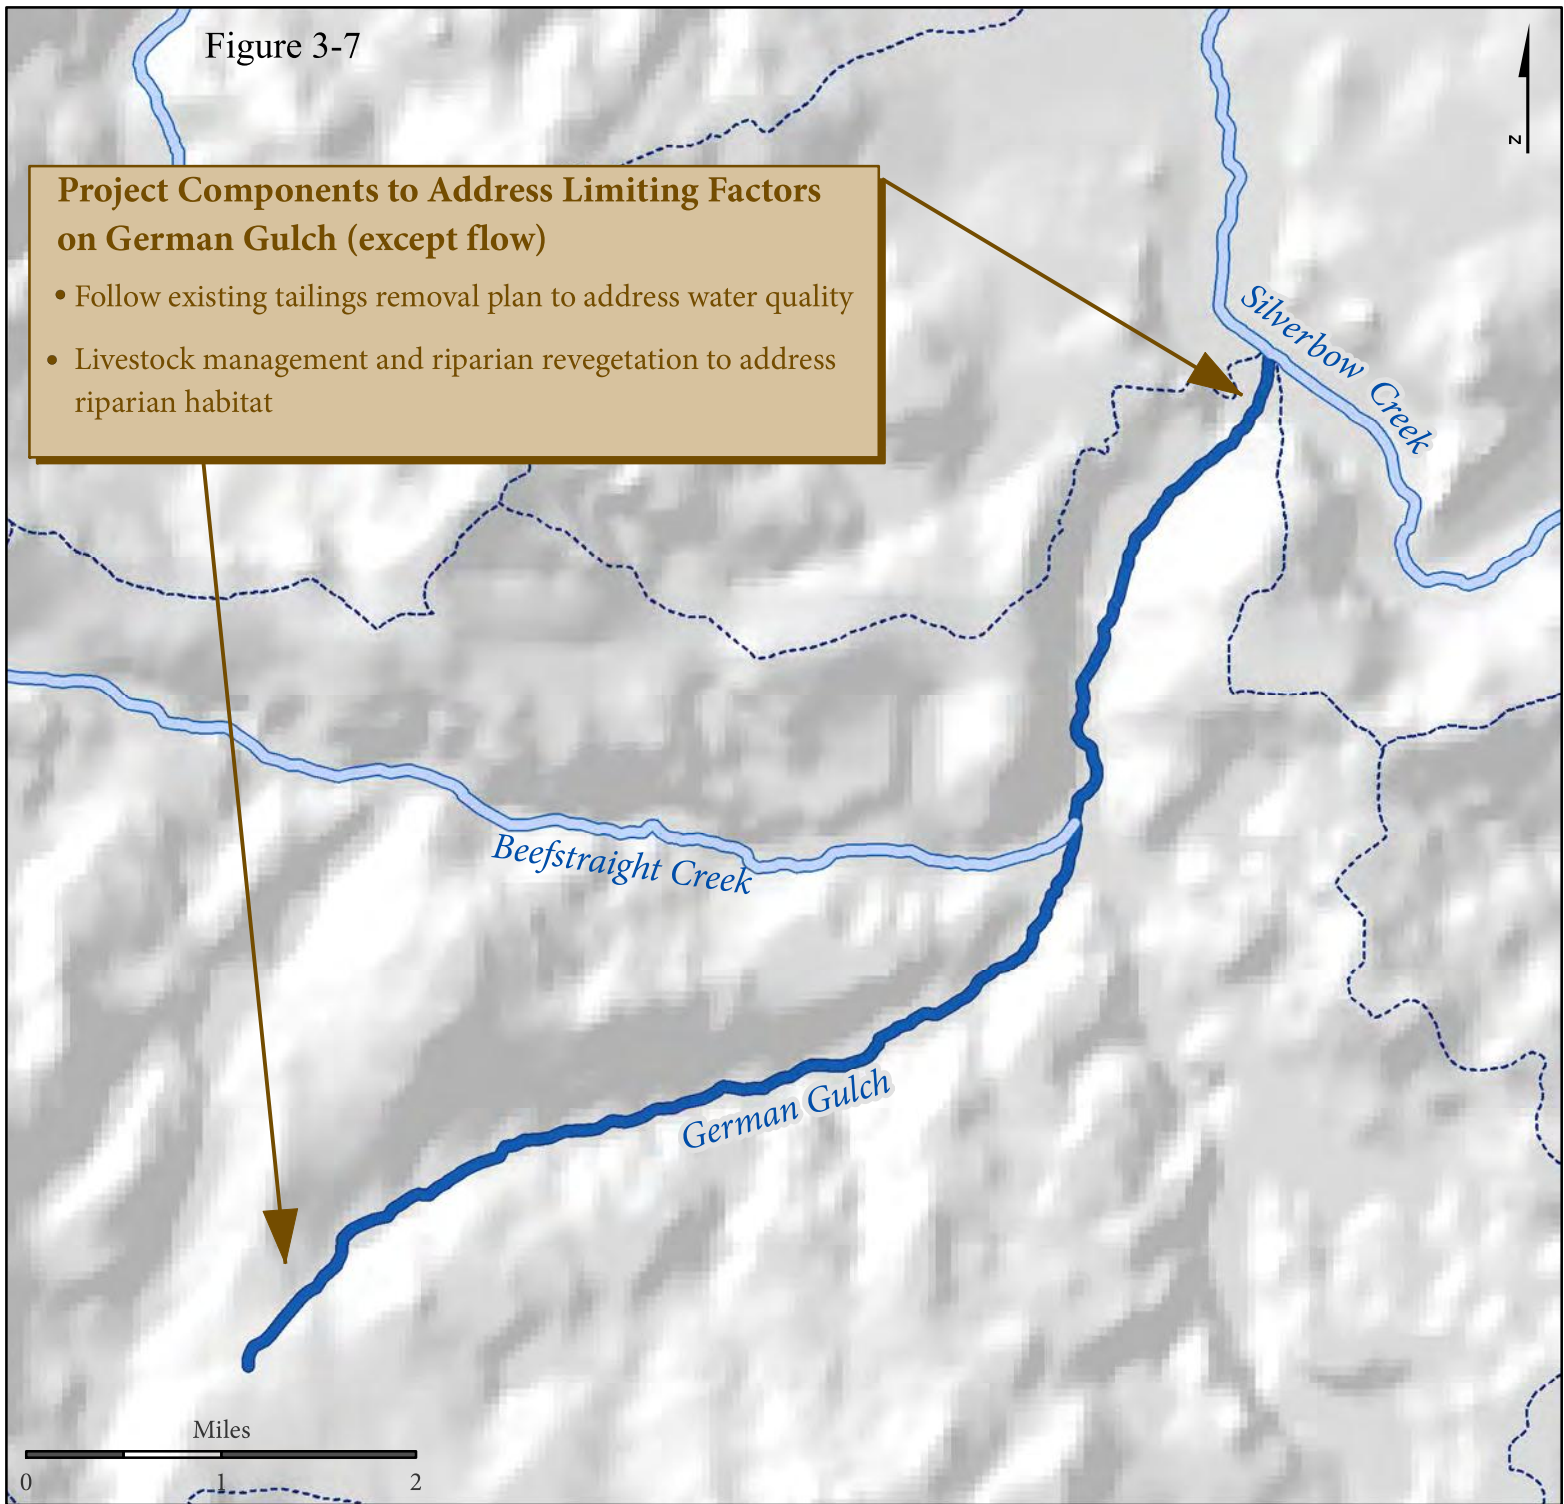 Figure 3-7
N
Project Components to Address Limiting Factors
on German Gulch (except flow)
• Follow existing tailings removal plan to address water quality
• Livestock management and riparian revegetation to address
riparian habitat
Silverbow Creek
Beefstraight Creek
German Gulch
Miles
0 1 2